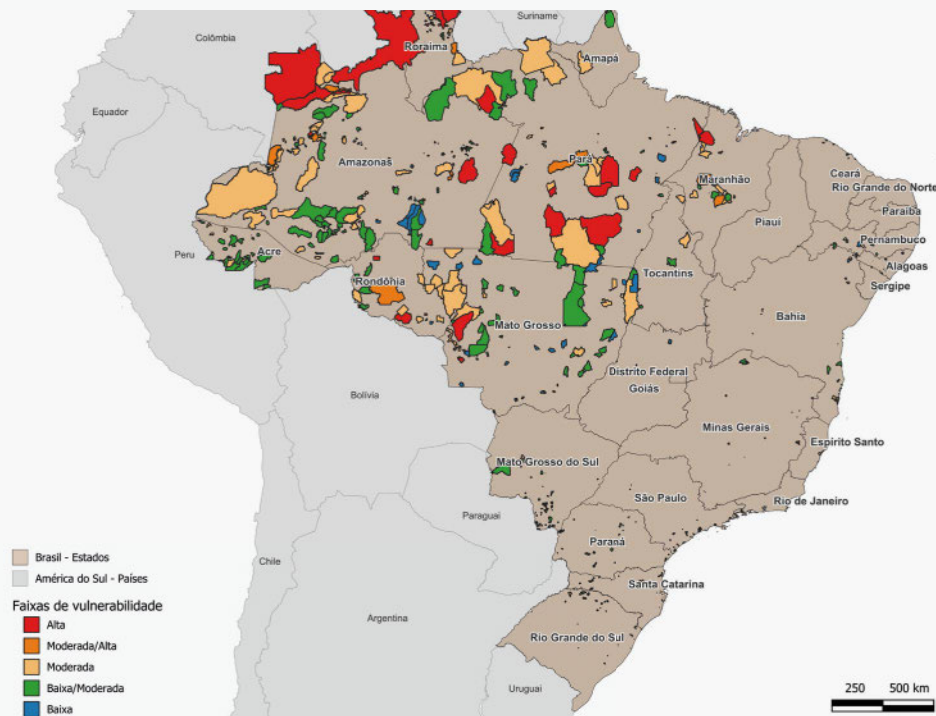 Suriname
Colômbia
Roraima
Amapá
Equador
Amazonas
Pará
Maranhão
Ceará
Rio Grande do Norte
Paraíba
Piauí
Pernambuco
Peru
Acre
Alagoas
Tocantins
Rondônia
Sergipe
Bahia
Mato Grosso
Distrito Federal
Goiás
Bolívia
Minas Gerais
Espirito Santo
Mato Grosso do Sul
São Paulo
Rio de Janeiro
Paraguai
Paraná
Brasil - Estados
Chile
América do Sul - Países
Santa Catarina
Faixas de vulnerabilidade
Alta
Argentina
Rio Grande do Sul
Moderada/Alta
Moderada
Baixa/Moderada
Uruguai
250 500 km
Baixa